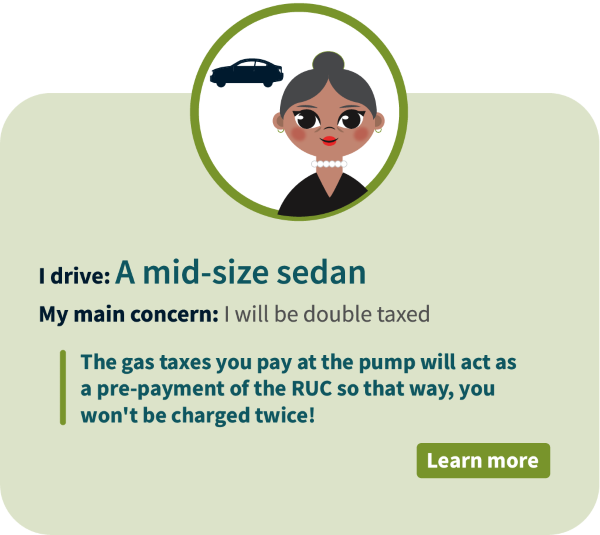 I drive: A mid-size sedan
My main concern: I will be double taxed
The gas taxes you pay at the pump will act as
a pre-payment of the RUC so that way, you
won't be charged twice!
Learn more